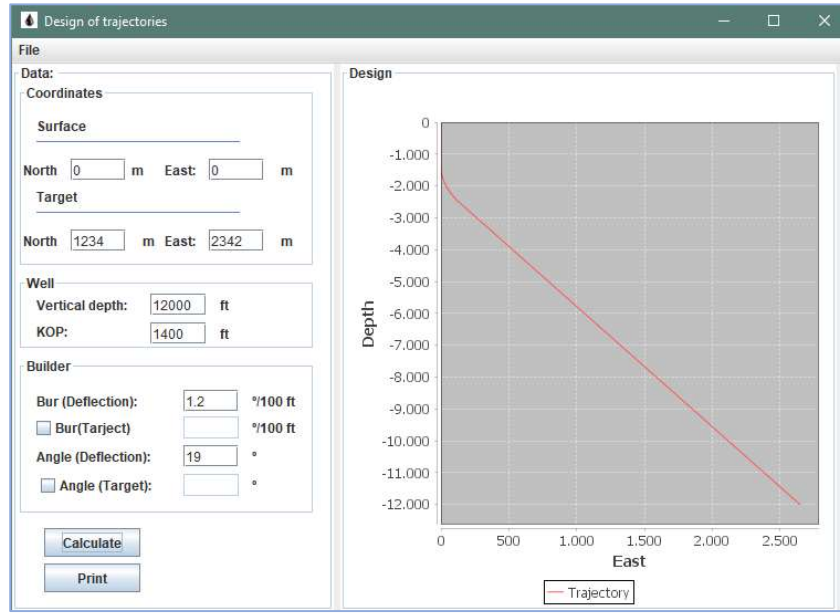 Design of trajectories
File
Data:
Coordinates
Surface
North 0 m East: 0 m
Target
North 1234 m East: 2342 m
Well
Vertical depth: 12000 ft
KOP: 1400 ft
Builder
Bur (Deflection): 1.2 º/100 ft
Bur(Tarject) º/100 ft
Angle (Deflection): 19 º
Angle (Target): º
Calculate
Print
Design
0
-1.000
-2.000
-3.000
-4.000
-5.000
-6.000
-7.000
-8.000
-9.000
-10.000
-11.000
-12.000
Depth
0 500 1.000 1.500 2.000 2.500
East
Trajectory